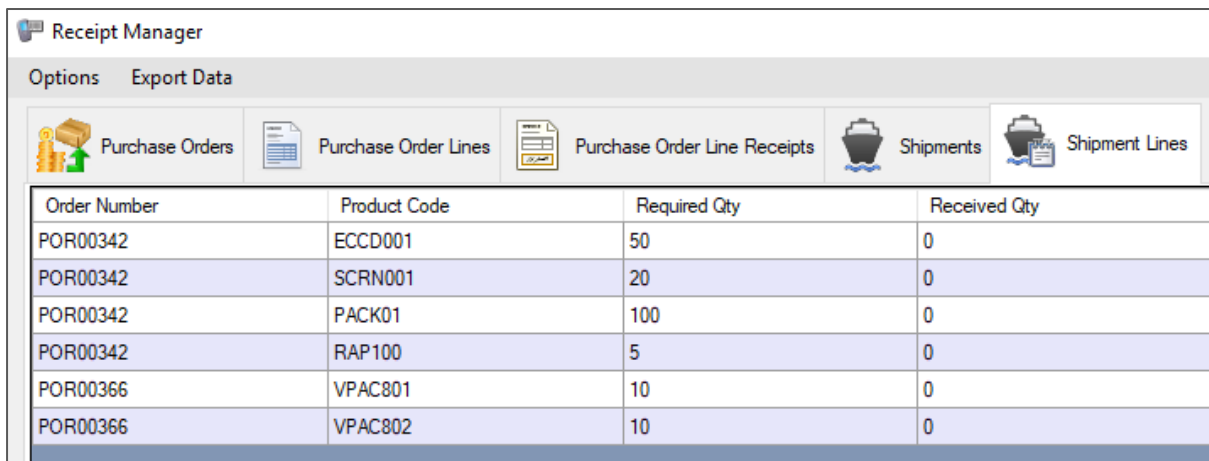 Receipt Manager
Options Export Data
Purchase Orders Purchase Order Lines Purchase Order Line Receipts Shipments Shipment Lines
Order Number Product Code Required Qty Received Qty
POR00342 ECCD001 50 0
POR00342 SCRN001 20 0
POR00342 PACK01 100 0
POR00342 RAP100 5 0
POR00366 VPAC801 10 0
POR00366 VPAC802 10 0